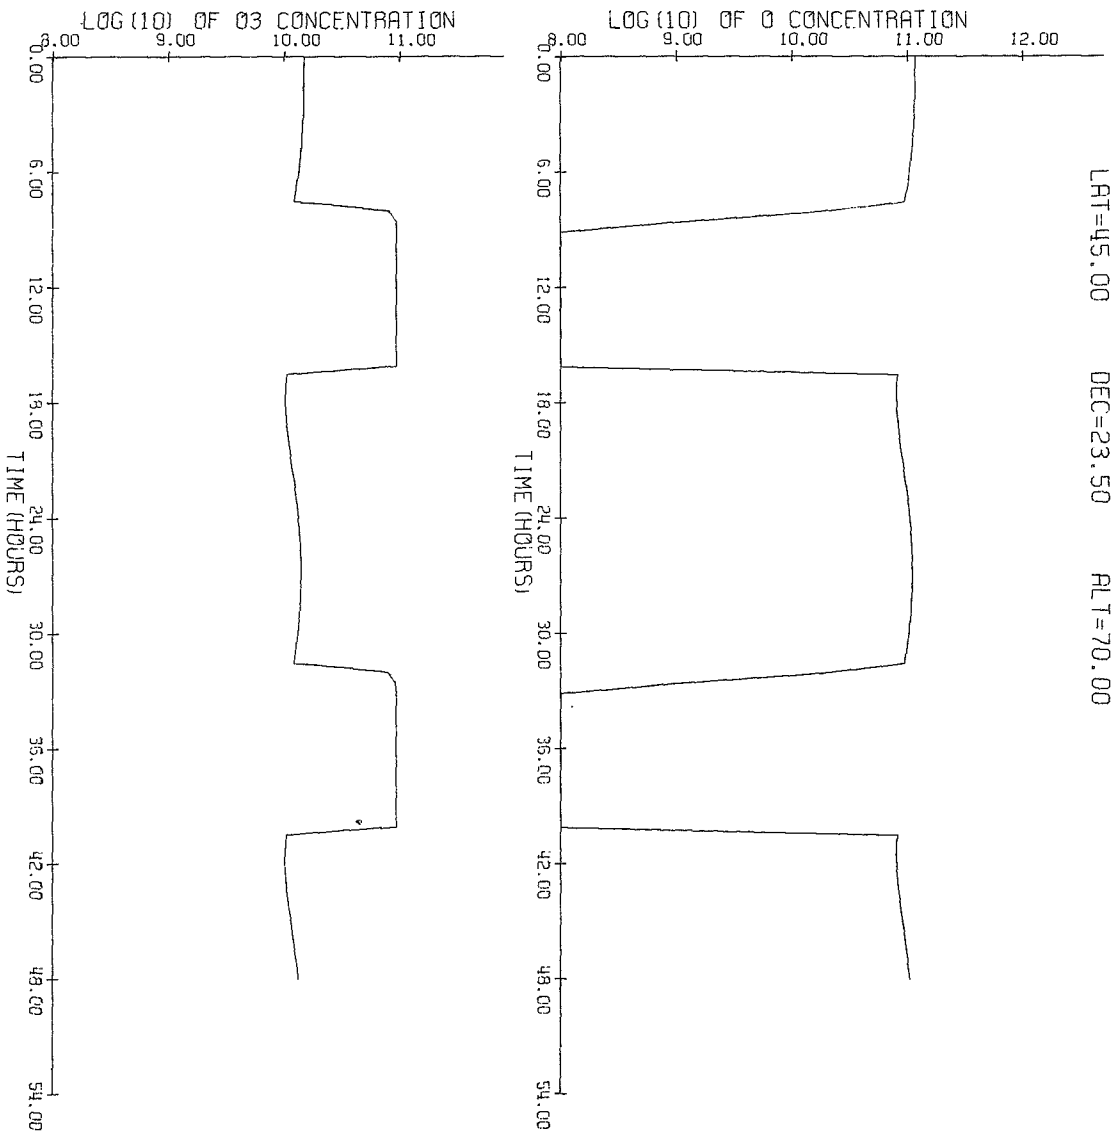 LOG(10) OF O3 CONCENTRATION
8.00 9.00 10.00 11.00
0.00
6.00
12.00
18.00
24.00
30.00
36.00
42.00
48.00
54.00
TIME(HOURS)
LOG(10) OF O CONCENTRATION
8.00 9.00 10.00 11.00 12.00
0.00
6.00
12.00
18.00
24.00
30.00
36.00
42.00
48.00
54.00
TIME(HOURS)
LAT=45.00 DEC=23.50 ALT=70.00